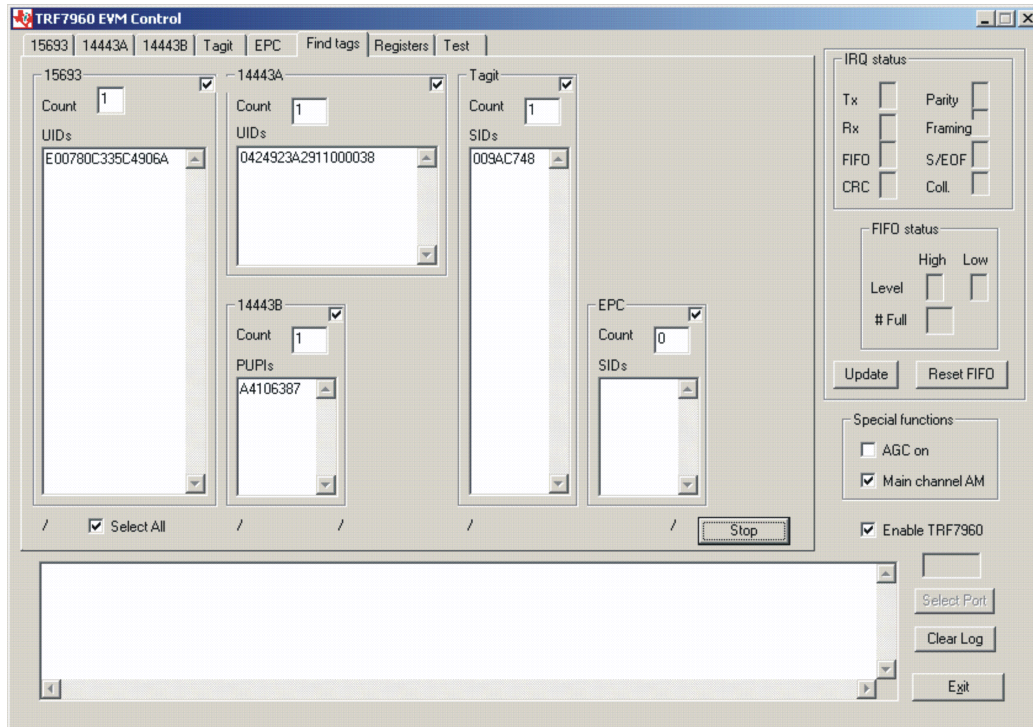 TRF7960 EVM Control
15693 14443A 14443B Tagit EPC Find tags Registers Test
15693
Count 1
UIDs
E00780C335C4906A
14443A
Count 1
UIDs
0424923A2911000038
Tagit
Count 1
SIDs
009AC748
14443B
Count 1
PUPIs
A4106387
EPC
Count 0
SIDs
/ Select All / / / / Stop
IRQ status
Tx Parity
Rx Framing
FIFO S/EOF
CRC Coll.
FIFO status
High Low
Level
# Full
Update Reset FIFO
Special functions
AGC on
Main channel AM
Enable TRF7960
Select Port
Clear Log
Exit